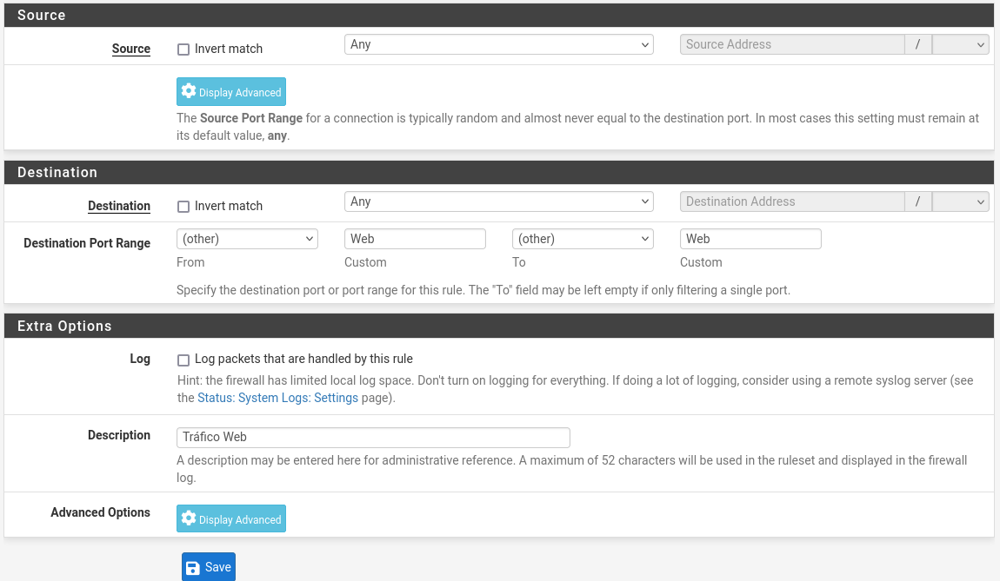 Source
Source Invert match Any Source Address /
Display Advanced
The Source Port Range for a connection is typically random and almost never equal to the destination port. In most cases this setting must remain at
its default value, any.
Destination
Destination Invert match Any Destination Address /
Destination Port Range (other) Web (other) Web
From Custom To Custom
Specify the destination port or port range for this rule. The "To" field may be left empty if only filtering a single port.
Extra Options
Log Log packets that are handled by this rule
Hint: the firewall has limited local log space. Don't turn on logging for everything. If doing a lot of logging, consider using a remote syslog server (see
the Status: System Logs: Settings page).
Description Tráfico Web
A description may be entered here for administrative reference. A maximum of 52 characters will be used in the ruleset and displayed in the firewall
log.
Advanced Options Display Advanced
Save